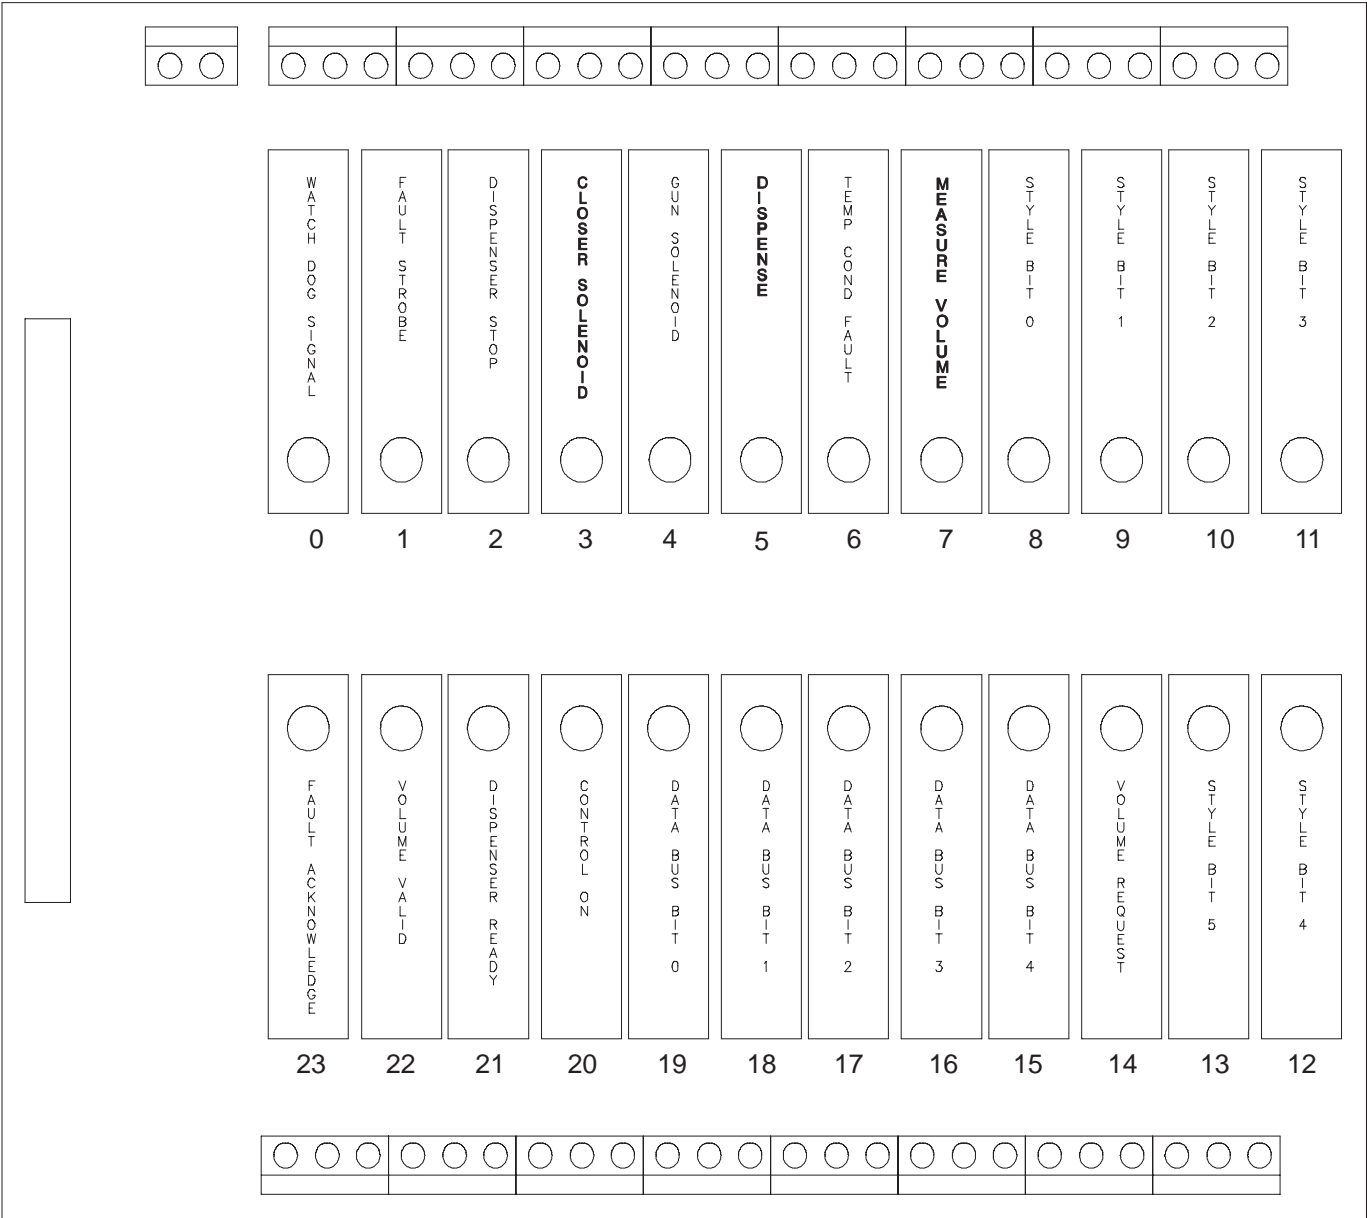 WATCH DOG SIGNAL
FAULT STROBE
DISPENSER STOP
CLOSER SOLENOID
GUN SOLENOID
DISPENSE
TEMP COND FAULT
MEASURE VOLUME
STYLE BIT 0
STYLE BIT 1
STYLE BIT 2
STYLE BIT 3
0 1 2 3 4 5 6 7 8 9 10 11
FAULT ACKNOWLEDGE
VOLUME VALID
DISPENSER READY
CONTROL ON
DATA BUS BIT 0
DATA BUS BIT 1
DATA BUS BIT 2
DATA BUS BIT 3
DATA BUS BIT 4
VOLUME REQUEST
STYLE BIT 5
STYLE BIT 4
23 22 21 20 19 18 17 16 15 14 13 12